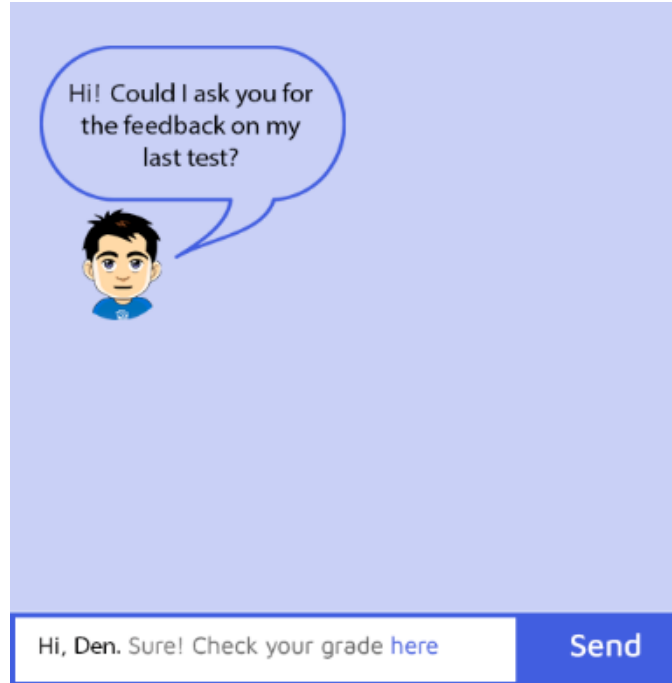 Hi! Could I ask you for
the feedback on my
last test?
Hi, Den. Sure! Check your grade here
Send